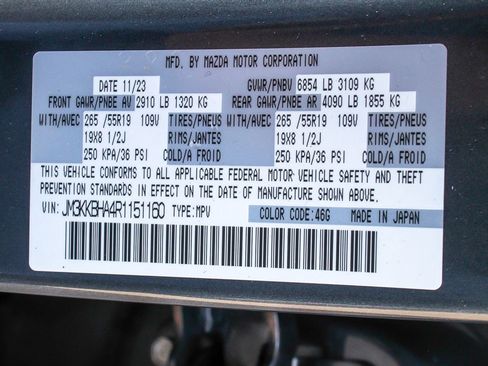 MFD. BY MAZDA MOTOR CORPORATION
DATE 11/23 GVWR/PNBV 6854 LB 3109 KG
FRONT GAWR/PNBE AV 2910 LB 1320 KG REAR GAWR/PNBE AR 4090 LB 1855 KG
WITH/AVEC 265 /55R19 109V TIRES/PNEUS WITH/AVEC 265 /55R19 109V TIRES/PNEUS
19X8 1/2J RIMS/JANTES 19X8 1/2J RIMS/JANTES
250 KPA/36 PSI COLD/A FROID 250 KPA/36 PSI COLD/A FROID
THIS VEHICLE CONFORMS TO ALL APPLICABLE FEDERAL MOTOR VEHICLE SAFETY AND THEFT
PREVENTION STANDARDS IN EFFECT ON THE DATE OF MANUFACTURE SHOWN ABOVE.
VIN: JM3KKBHA4R1151160 TYPE:MPV COLOR CODE:46G MADE IN JAPAN